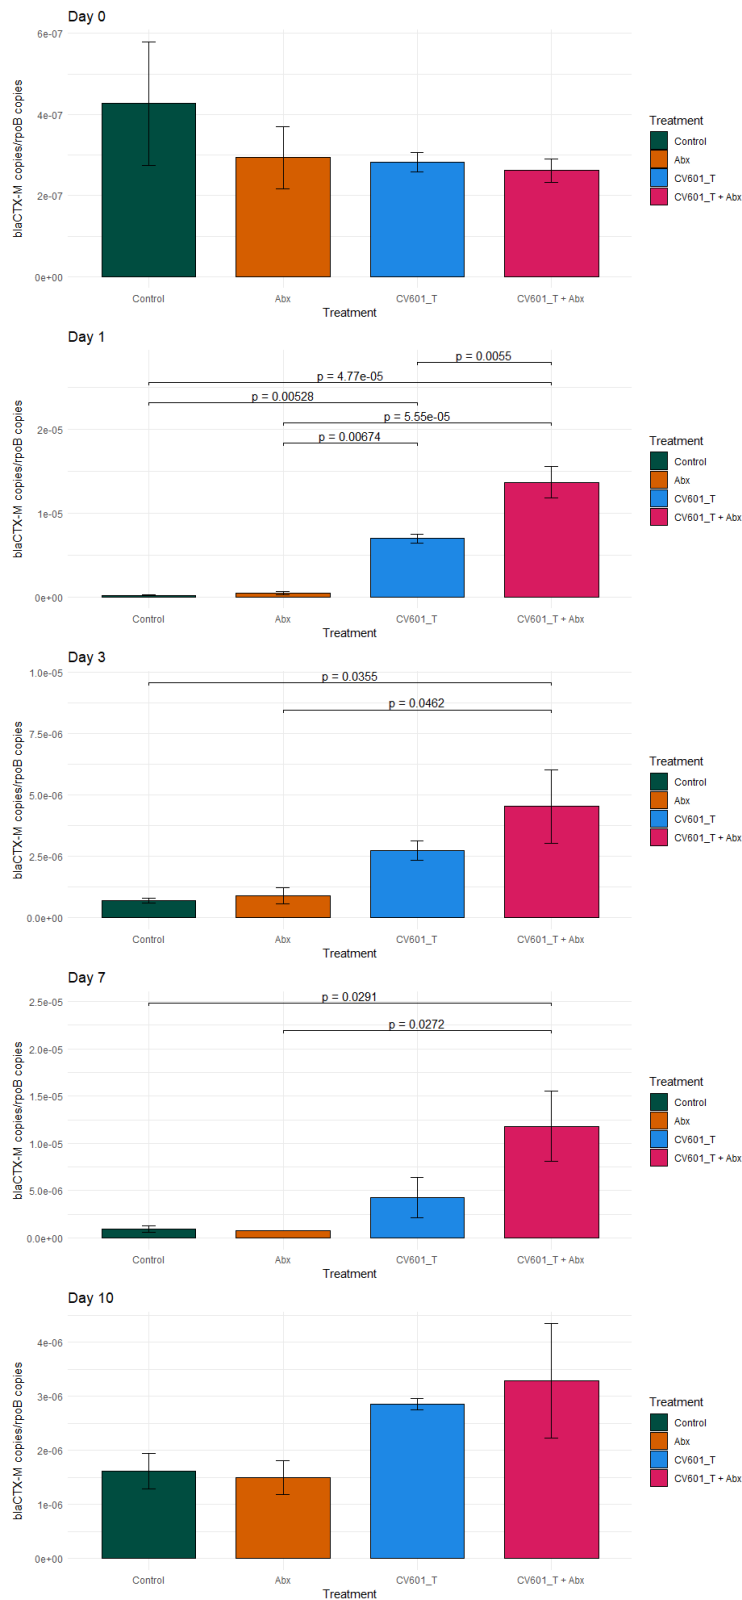 Day 0
blaCTX-M copies/rpoB copies
6e-07
4e-07
2e-07
0e+00
Control
Abx
CV601_T
CV601_T + Abx
Treatment
Treatment
Control
Abx
CV601_T
CV601_T + Abx
Day 1
blaCTX-M copies/rpoB copies
2e-05
1e-05
0e+00
p = 0.0055
p = 4.77e-05
p = 0.00528
p = 5.55e-05
p = 0.00674
Control
Abx
CV601_T
CV601_T + Abx
Treatment
Treatment
Control
Abx
CV601_T
CV601_T + Abx
Day 3
blaCTX-M copies/rpoB copies
1.0e-05
7.5e-06
5.0e-06
2.5e-06
0.0e+00
p = 0.0355
p = 0.0462
Control
Abx
CV601_T
CV601_T + Abx
Treatment
Treatment
Control
Abx
CV601_T
CV601_T + Abx
Day 7
blaCTX-M copies/rpoB copies
2.5e-05
2.0e-05
1.5e-05
1.0e-05
5.0e-06
0.0e+00
p = 0.0291
p = 0.0272
Control
Abx
CV601_T
CV601_T + Abx
Treatment
Treatment
Control
Abx
CV601_T
CV601_T + Abx
Day 10
blaCTX-M copies/rpoB copies
4e-06
3e-06
2e-06
1e-06
0e+00
Control
Abx
CV601_T
CV601_T + Abx
Treatment
Treatment
Control
Abx
CV601_T
CV601_T + Abx